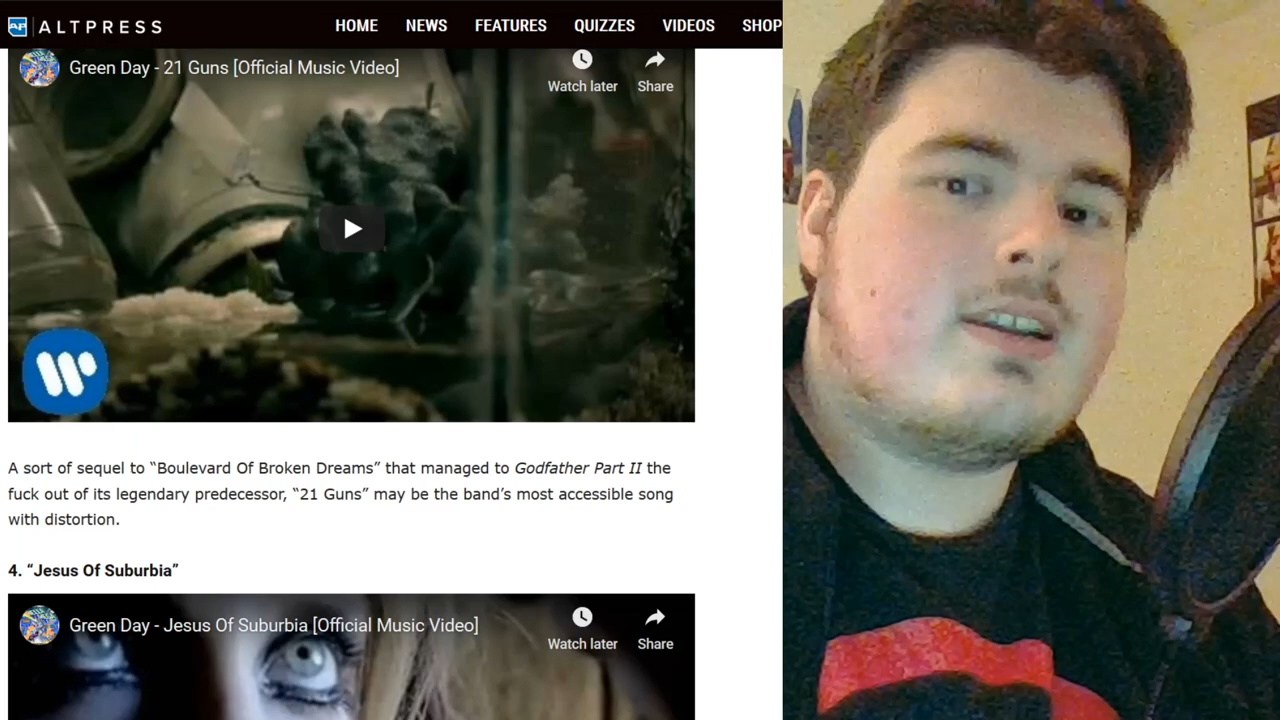 AP ALTPRESS HOME NEWS FEATURES QUIZZES VIDEOS SHOP
Green Day - 21 Guns [Official Music Video] Watch later Share
A sort of sequel to “Boulevard Of Broken Dreams” that managed to Godfather Part II the
fuck out of its legendary predecessor, “21 Guns” may be the band’s most accessible song
with distortion.
4. “Jesus Of Suburbia”
Green Day - Jesus Of Suburbia [Official Music Video] Watch later Share